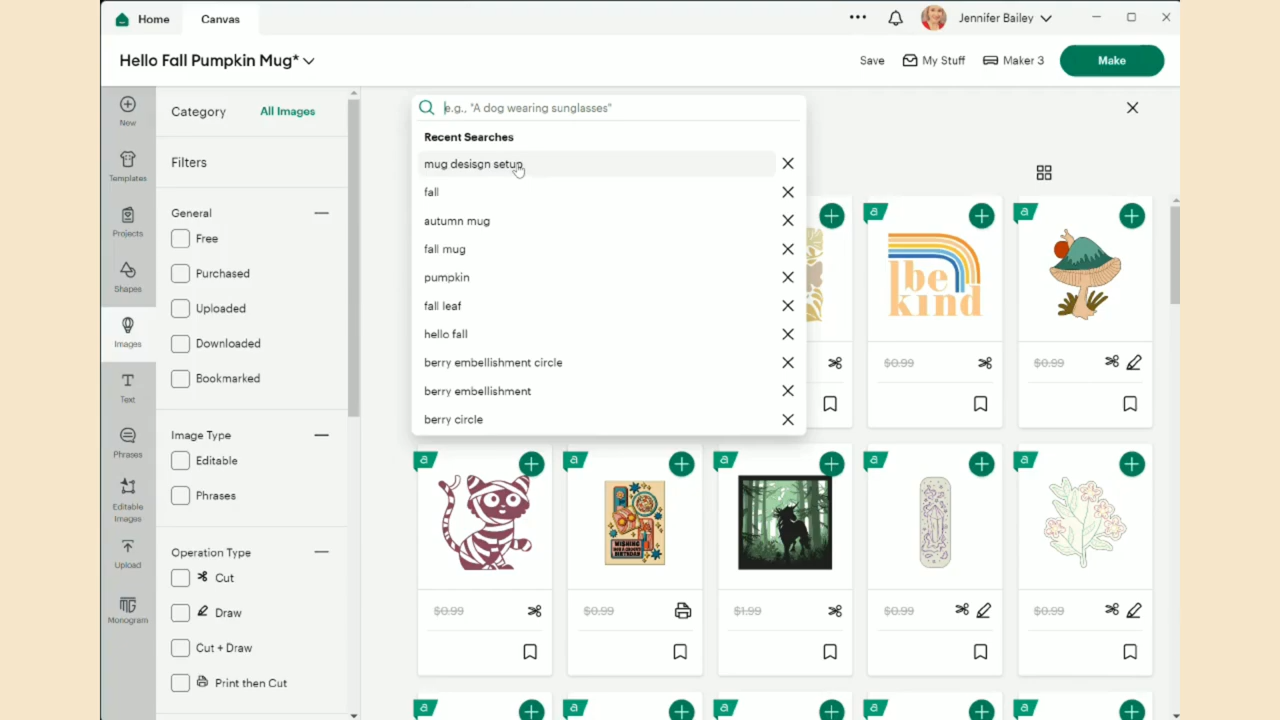 Home
Canvas
Jennifer Bailey
Hello Fall Pumpkin Mug*
Save
My Stuff
Maker 3
Make
New
Templates
Projects
Shapes
Images
Text
Phrases
Editable
Images
Upload
Monogram
Category
All Images
Filters
General
Free
Purchased
Uploaded
Downloaded
Bookmarked
Image Type
Editable
Phrases
Operation Type
Cut
Draw
Cut + Draw
Print then Cut
e.g., "A dog wearing sunglasses"
Recent Searches
mug desisgn setup
fall
autumn mug
fall mug
pumpkin
fall leaf
hello fall
berry embellishment circle
berry embellishment
berry circle
a
a
be
kind
$0.99
$0.99
a
a
a
a
a
WISHING
BIRTHDAY
$0.99
$0.99
$1.99
$0.99
$0.99
a
a
a
a
a